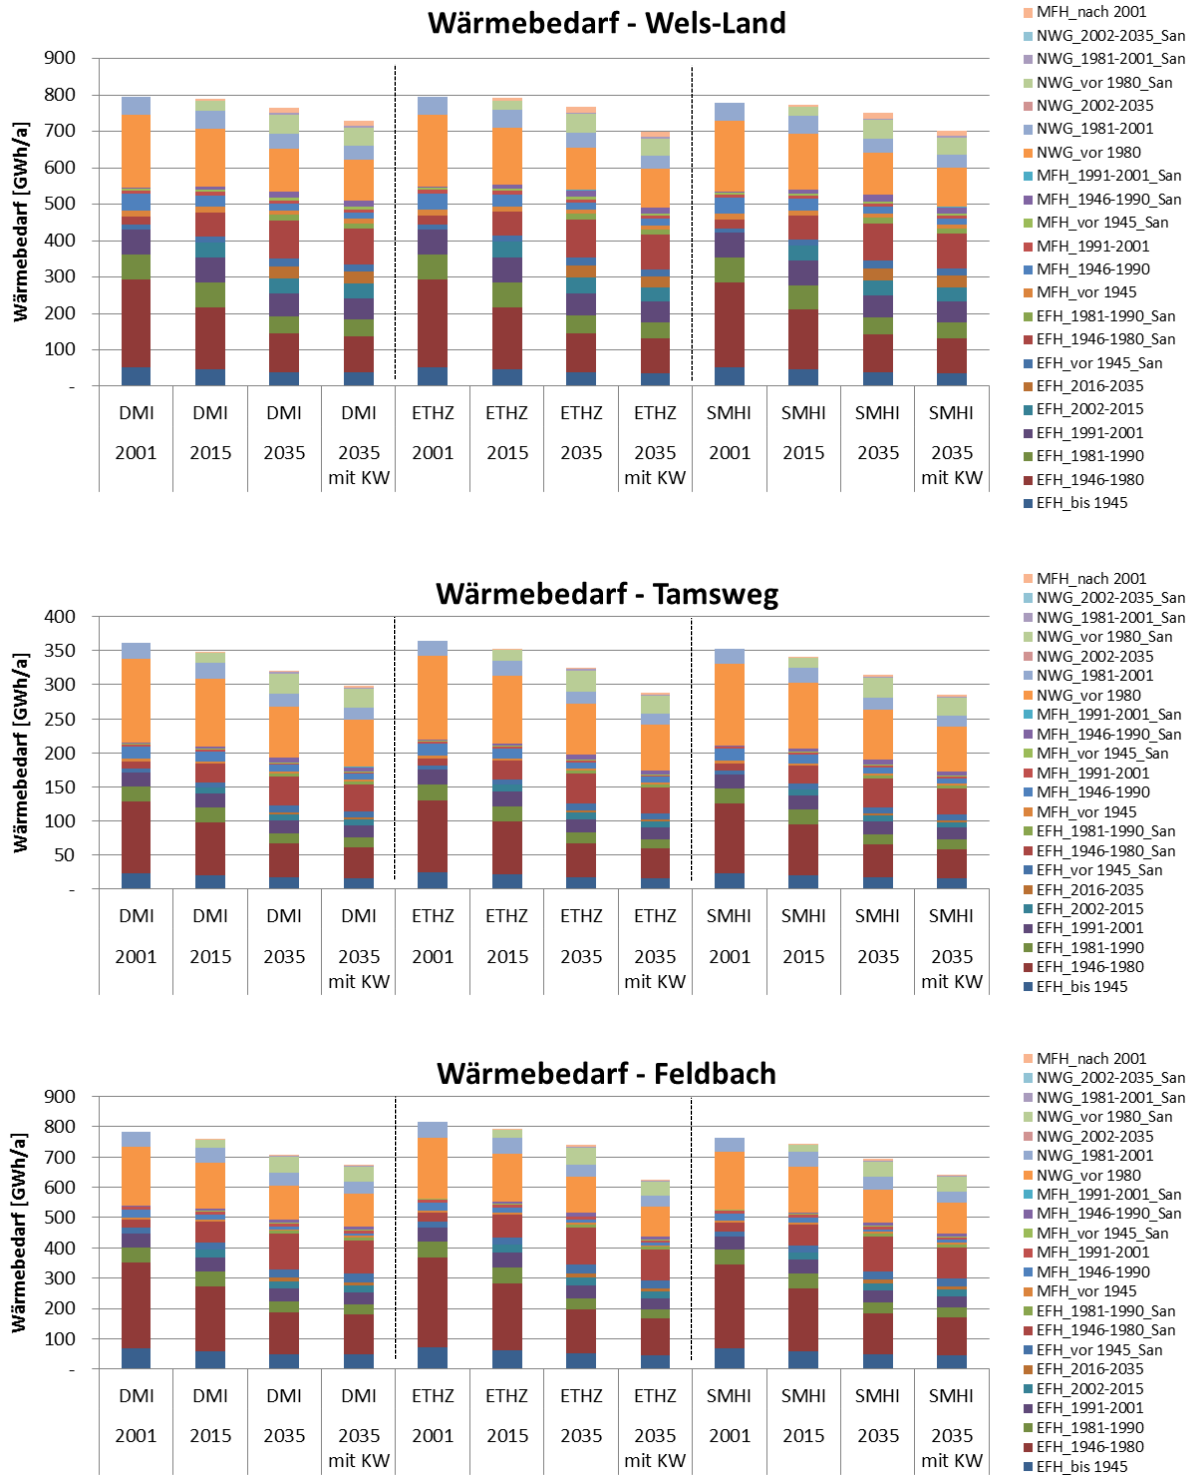 Wärmebedarf - Wels-Land
Wärmebedarf [GWh/a]
900
800
700
600
500
400
300
200
100
-
DMI DMI DMI DMI ETHZ ETHZ ETHZ ETHZ SMHI SMHI SMHI SMHI
2001 2015 2035 2035 2001 2015 2035 2035 2001 2015 2035 2035
mit KW mit KW mit KW
MFH_nach 2001
NWG_2002-2035_San
NWG_1981-2001_San
NWG_vor 1980_San
NWG_2002-2035
NWG_1981-2001
NWG_vor 1980
MFH_1991-2001_San
MFH_1946-1990_San
MFH_vor 1945_San
MFH_1991-2001
MFH_1946-1990
MFH_vor 1945
EFH_1981-1990_San
EFH_1946-1980_San
EFH_vor 1945_San
EFH_2016-2035
EFH_2002-2015
EFH_1991-2001
EFH_1981-1990
EFH_1946-1980
EFH_bis 1945
Wärmebedarf - Tamsweg
Wärmebedarf [GWh/a]
400
350
300
250
200
150
100
50
-
DMI DMI DMI DMI ETHZ ETHZ ETHZ ETHZ SMHI SMHI SMHI SMHI
2001 2015 2035 2035 2001 2015 2035 2035 2001 2015 2035 2035
mit KW mit KW mit KW
MFH_nach 2001
NWG_2002-2035_San
NWG_1981-2001_San
NWG_vor 1980_San
NWG_2002-2035
NWG_1981-2001
NWG_vor 1980
MFH_1991-2001_San
MFH_1946-1990_San
MFH_vor 1945_San
MFH_1991-2001
MFH_1946-1990
MFH_vor 1945
EFH_1981-1990_San
EFH_1946-1980_San
EFH_vor 1945_San
EFH_2016-2035
EFH_2002-2015
EFH_1991-2001
EFH_1981-1990
EFH_1946-1980
EFH_bis 1945
Wärmebedarf - Feldbach
Wärmebedarf [GWh/a]
900
800
700
600
500
400
300
200
100
-
DMI DMI DMI DMI ETHZ ETHZ ETHZ ETHZ SMHI SMHI SMHI SMHI
2001 2015 2035 2035 2001 2015 2035 2035 2001 2015 2035 2035
mit KW mit KW mit KW
MFH_nach 2001
NWG_2002-2035_San
NWG_1981-2001_San
NWG_vor 1980_San
NWG_2002-2035
NWG_1981-2001
NWG_vor 1980
MFH_1991-2001_San
MFH_1946-1990_San
MFH_vor 1945_San
MFH_1991-2001
MFH_1946-1990
MFH_vor 1945
EFH_1981-1990_San
EFH_1946-1980_San
EFH_vor 1945_San
EFH_2016-2035
EFH_2002-2015
EFH_1991-2001
EFH_1981-1990
EFH_1946-1980
EFH_bis 1945